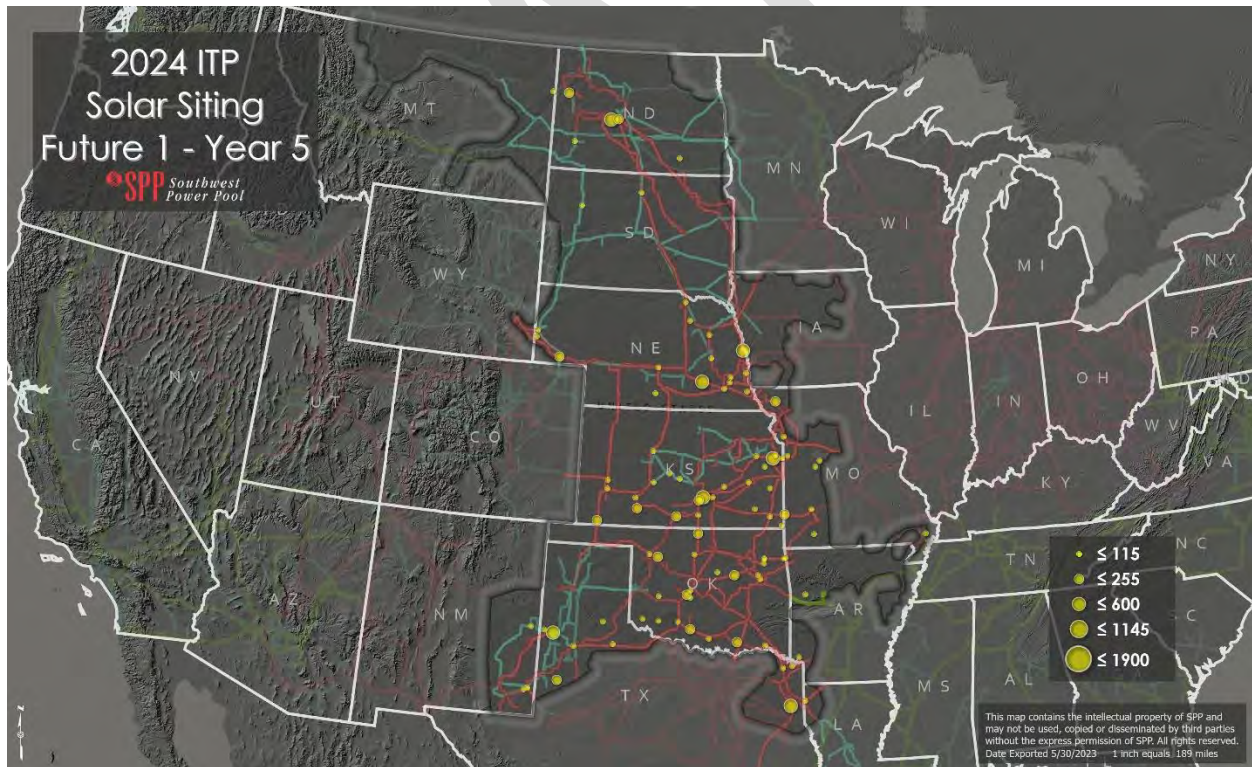 2024 ITP
Solar Siting
Future 1 - Year 5
SPP Southwest
Power Pool
MT
ND
MN
SD
WI
MI
NY
WY
IA
PA
NE
NV
UT
CO
IL
IN
OH
WV
VA
CA
KS
MO
KY
AZ
NM
OK
AR
TN
NC
SC
TX
MS
AL
LA
≤ 115
≤ 255
≤ 600
≤ 1145
≤ 1900
This map contains the intellectual property of SPP and
may not be used, copied or disseminated by third parties
without the express permission of SPP. All rights reserved.
Date Exported 5/30/2023 1 inch equals 189 miles